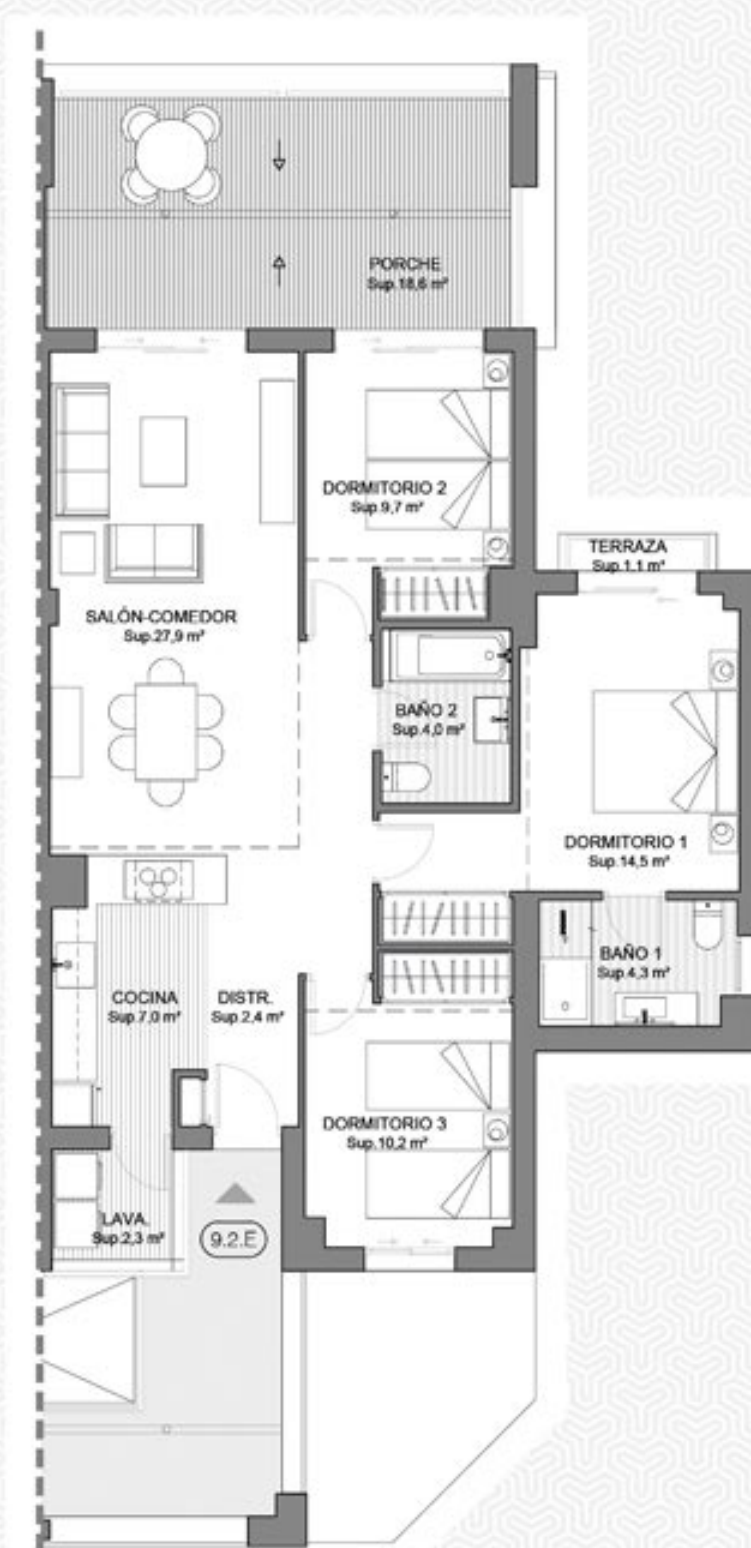 PORCHE
Sup.18,6 m²
DORMITORIO 2
Sup.9,7 m²
TERRAZA
Sup.1.1 m²
SALÓN-COMEDOR
Sup.27,9 m²
BAÑO 2
Sup.4,0 m²
DORMITORIO 1
Sup.14,5 m²
BAÑO 1
Sup.4,3 m²
COCINA
Sup.7,0 m²
DISTR.
Sup.2,4 m²
DORMITORIO 3
Sup.10,2 m²
LAVA.
Sup.2,3 m²
9.2.E